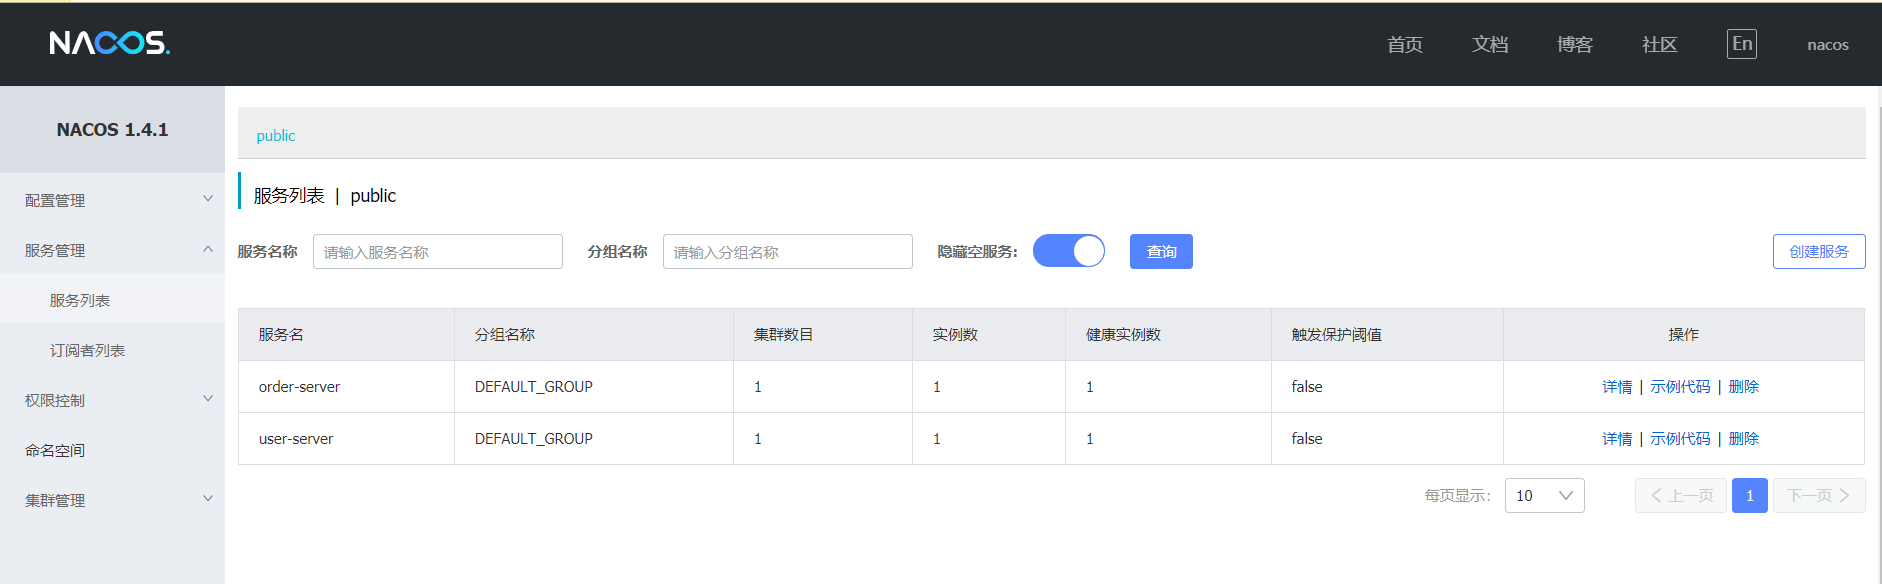 NACOS.
首页 文档 博客 社区 En nacos
NACOS 1.4.1
配置管理
服务管理
服务列表
订阅者列表
权限控制
命名空间
集群管理
public
服务列表 | public
服务名称 请输入服务名称 分组名称 请输入分组名称 隐藏空服务: 查询 创建服务
服务名 分组名称 集群数目 实例数 健康实例数 触发保护阈值 操作
order-server DEFAULT_GROUP 1 1 1 false 详情 | 示例代码 | 删除
user-server DEFAULT_GROUP 1 1 1 false 详情 | 示例代码 | 删除
每页显示: 10 上一页 1 下一页